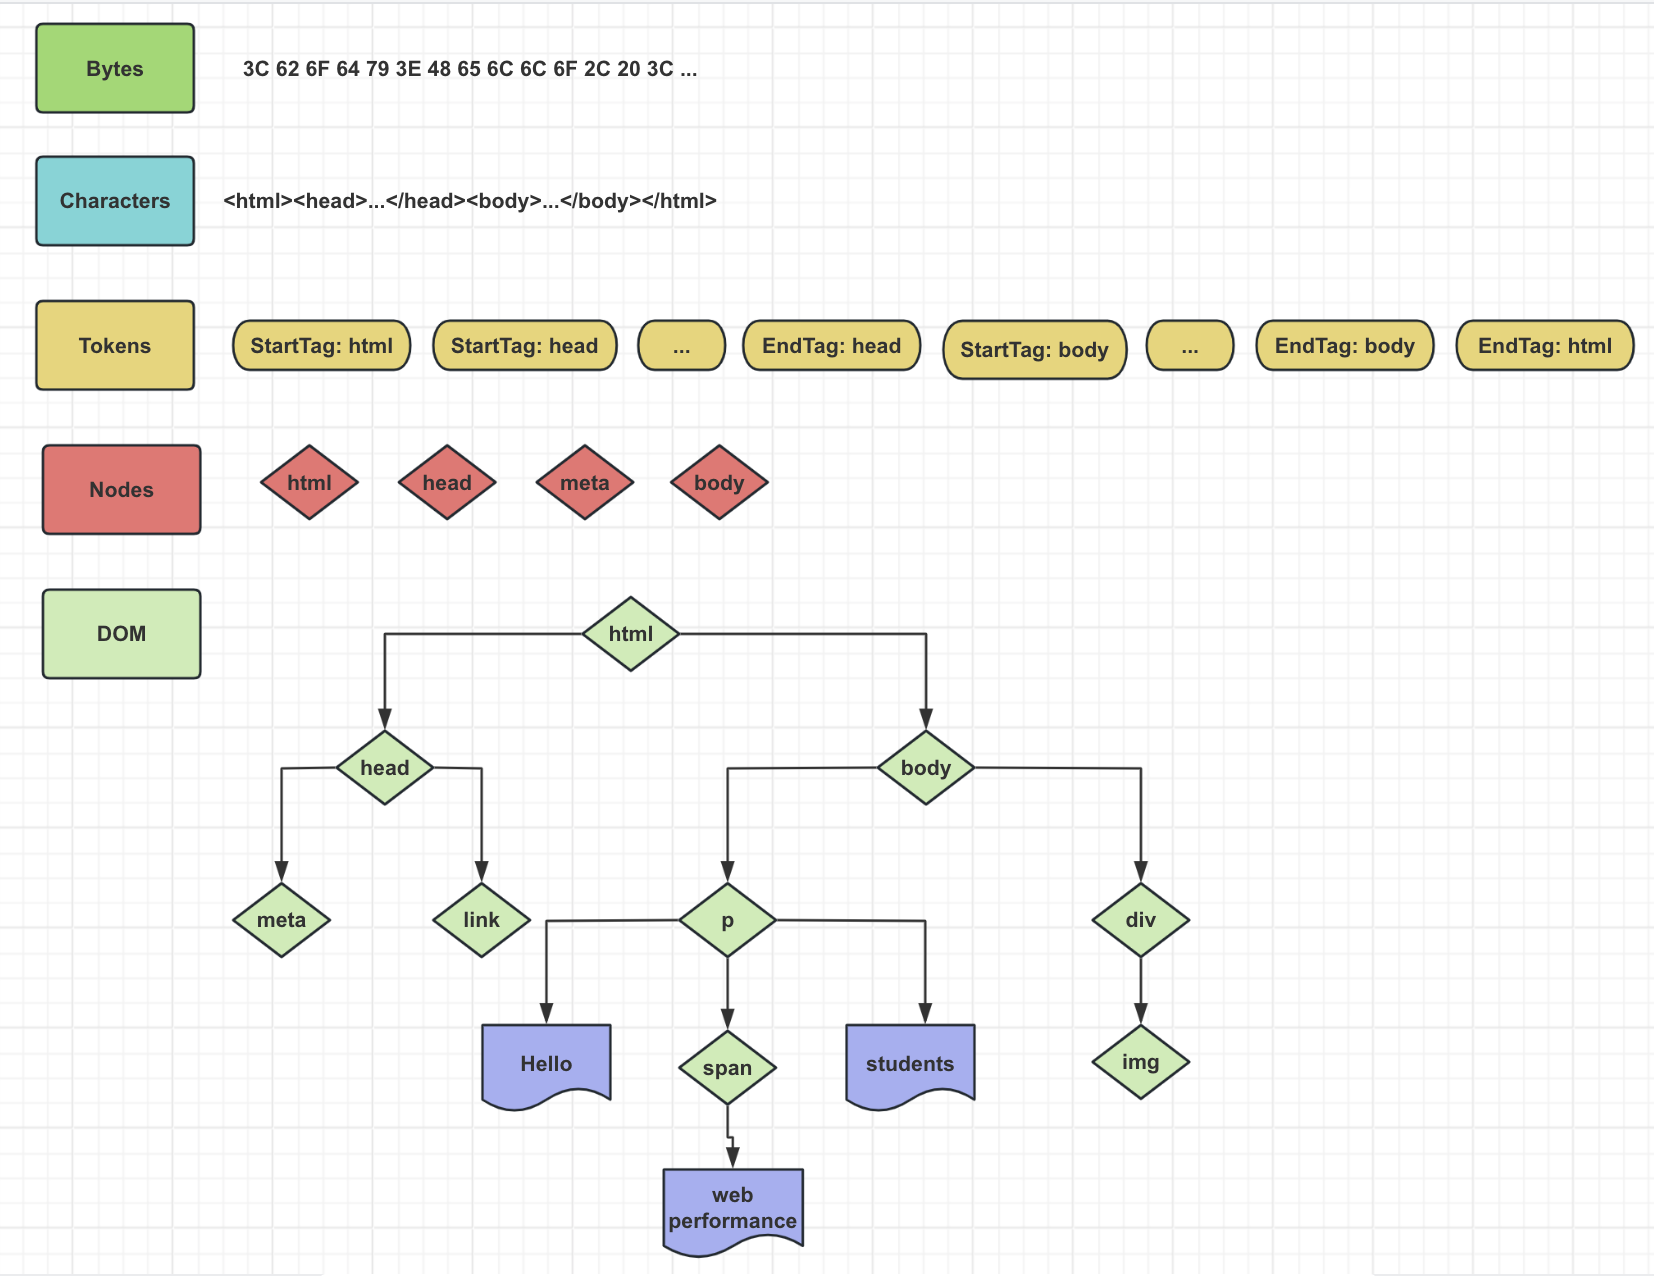 Bytes
3C 62 6F 64 79 3E 48 65 6C 6C 6F 2C 20 3C ...
Characters
<html><head>...</head><body>...</body></html>
Tokens
StartTag: html
StartTag: head
...
EndTag: head
StartTag: body
...
EndTag: body
EndTag: html
Nodes
html
head
meta
body
DOM
html
head
body
meta
link
p
div
Hello
span
students
img
web
performance